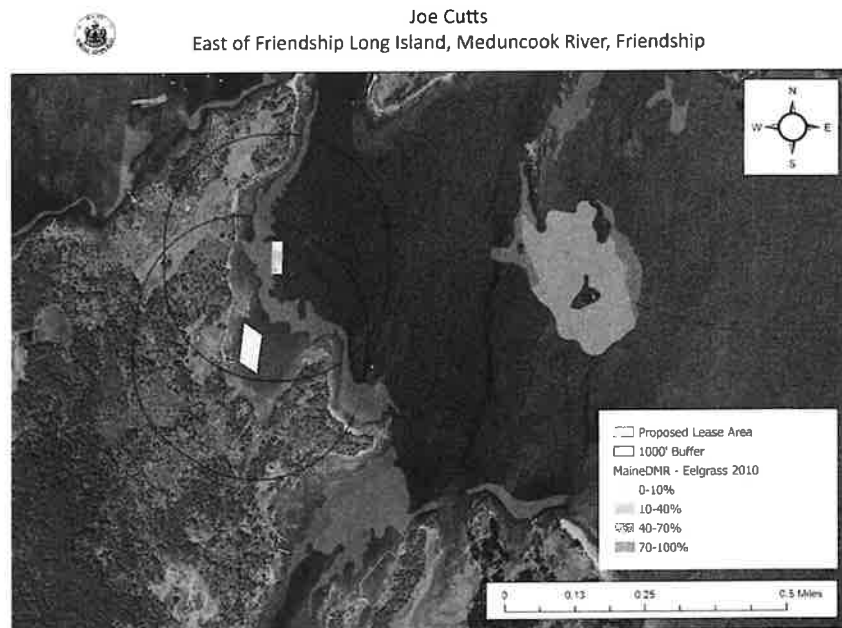 Joe Cutts
East of Friendship Long Island, Meduncook River, Friendship
N
W E
S
Proposed Lease Area
1000' Buffer
MaineDMR - Eelgrass 2010
0-10%
10-40%
40-70%
70-100%
0 0.13 0.25 0.5 Miles